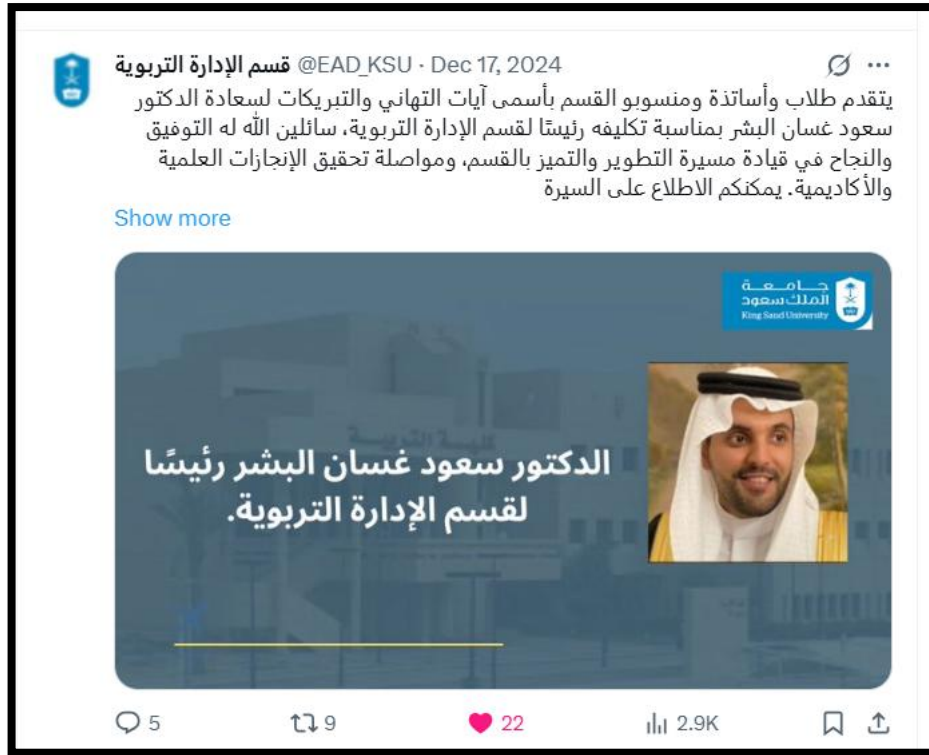 قسم الإدارة التربوية @EAD_KSU · Dec 17, 2024
يتقدم طلاب وأساتذة ومنسوبو القسم بأسمى آيات التهاني والتبريكات لسعادة الدكتور
سعود غسان البشر بمناسبة تكليفه رئيسًا لقسم الإدارة التربوية، سائلين الله له التوفيق
والنجاح في قيادة مسيرة التطوير والتميز بالقسم، ومواصلة تحقيق الإنجازات العلمية
والأكاديمية. يمكنكم الاطلاع على السيرة
Show more
جامعة
الملك سعود
King Saud University
كلية التربية
الدكتور سعود غسان البشر رئيسًا
لقسم الإدارة التربوية.
5 9 22 2.9K